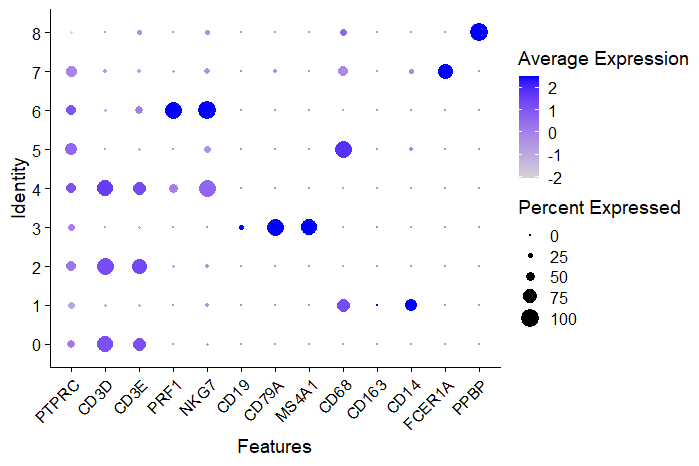 8
7
6
5
4
3
2
1
0
Identity
PTPRC
CD3D
CD3E
PRF1
NKG7
CD19
CD79A
MS4A1
CD68
CD163
CD14
FCER1A
PPBP
Features
Average Expression
2
1
0
-1
-2
Percent Expressed
0
25
50
75
100